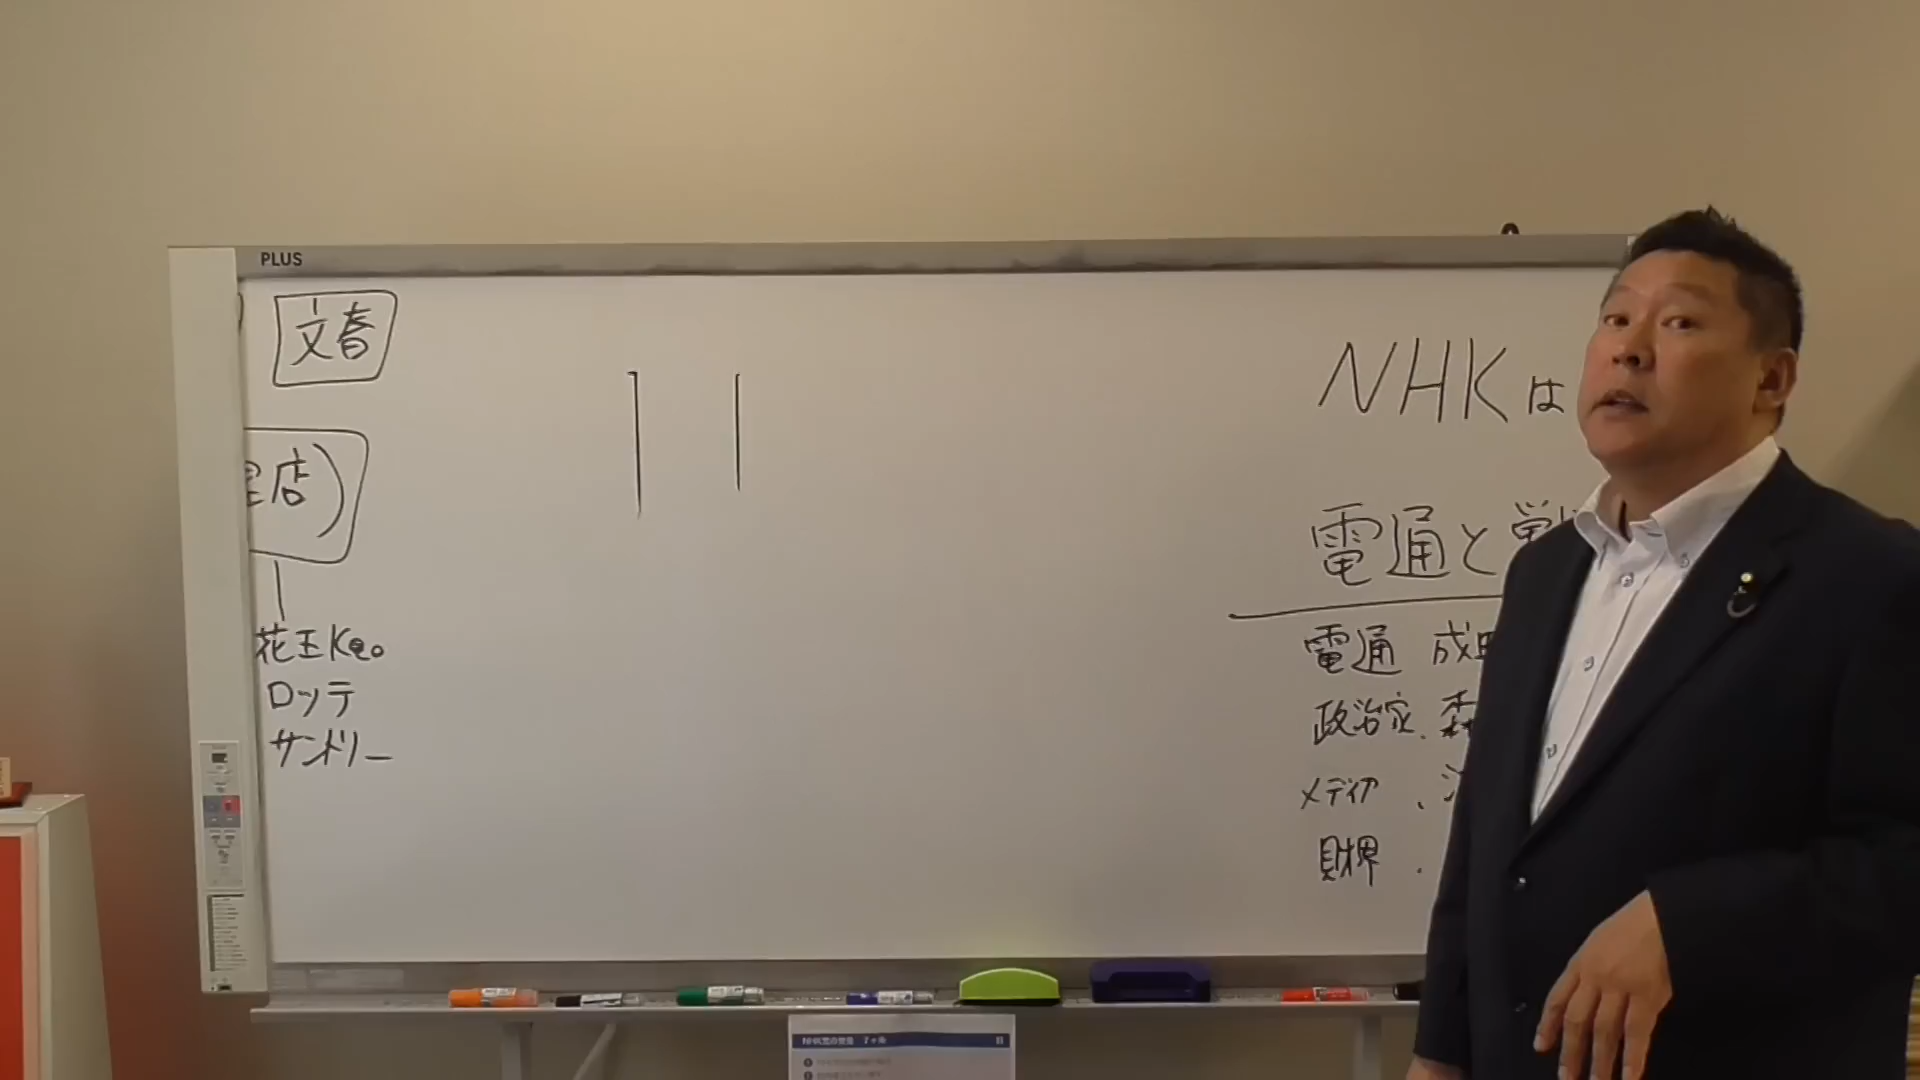 PLUS
文春
店)
花王Kao
ロッテ
サントリー
NHKは
電通と
電通 成田
政治家、森
メディア、
財界、